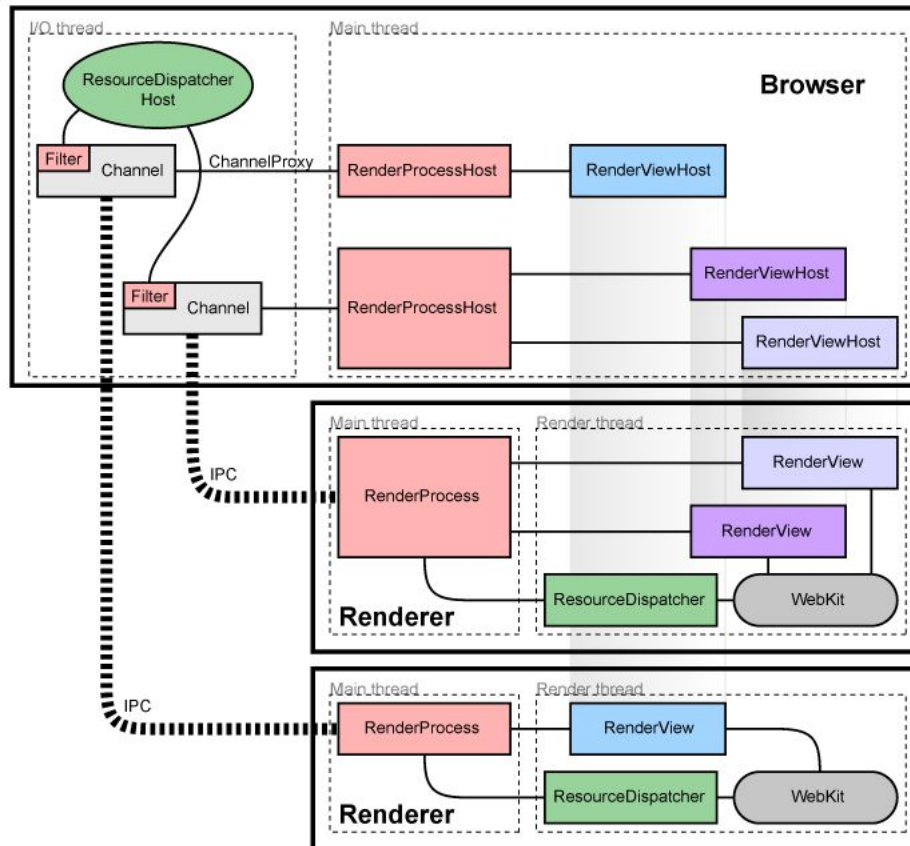 I/O thread
Main thread
ResourceDispatcher
Host
Browser
Filter
Channel
ChannelProxy
RenderProcessHost
RenderViewHost
RenderViewHost
Filter
Channel
RenderProcessHost
RenderViewHost
Main thread
Render thread
IPC
RenderProcess
RenderView
RenderView
Renderer
ResourceDispatcher
WebKit
Main thread
Render thread
IPC
RenderProcess
RenderView
Renderer
ResourceDispatcher
WebKit